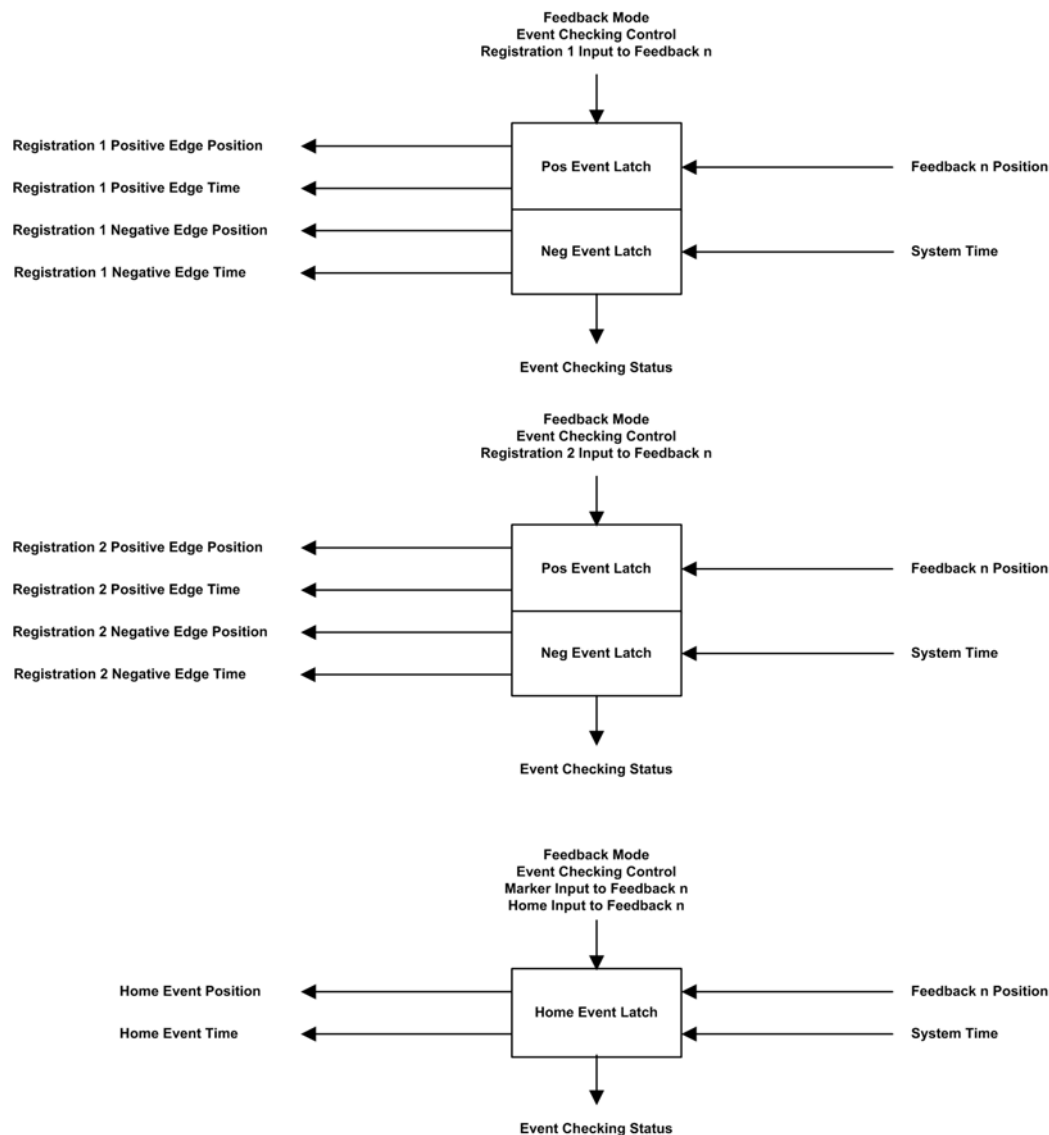 Feedback Mode
Event Checking Control
Registration 1 Input to Feedback n
Registration 1 Positive Edge Position
Pos Event Latch
Feedback n Position
Registration 1 Positive Edge Time
Registration 1 Negative Edge Position
Neg Event Latch
System Time
Registration 1 Negative Edge Time
Event Checking Status
Feedback Mode
Event Checking Control
Registration 2 Input to Feedback n
Registration 2 Positive Edge Position
Pos Event Latch
Feedback n Position
Registration 2 Positive Edge Time
Registration 2 Negative Edge Position
Neg Event Latch
System Time
Registration 2 Negative Edge Time
Event Checking Status
Feedback Mode
Event Checking Control
Marker Input to Feedback n
Home Input to Feedback n
Home Event Position
Home Event Latch
Feedback n Position
Home Event Time
System Time
Event Checking Status